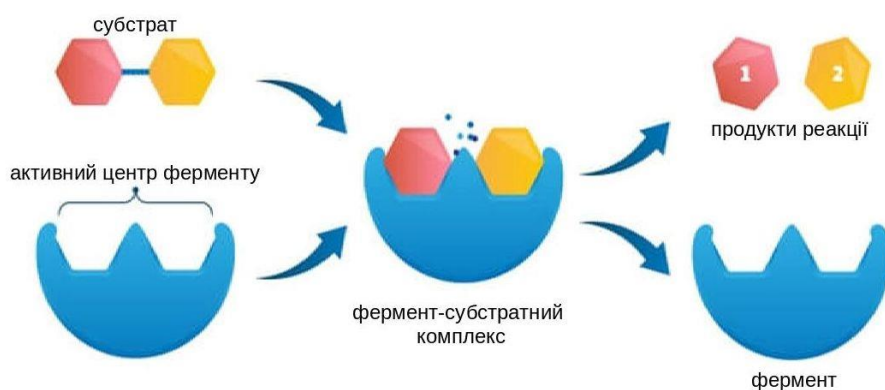 субстрат
активний центр ферменту
фермент-субстратний
комплекс
1
2
продукти реакції
фермент